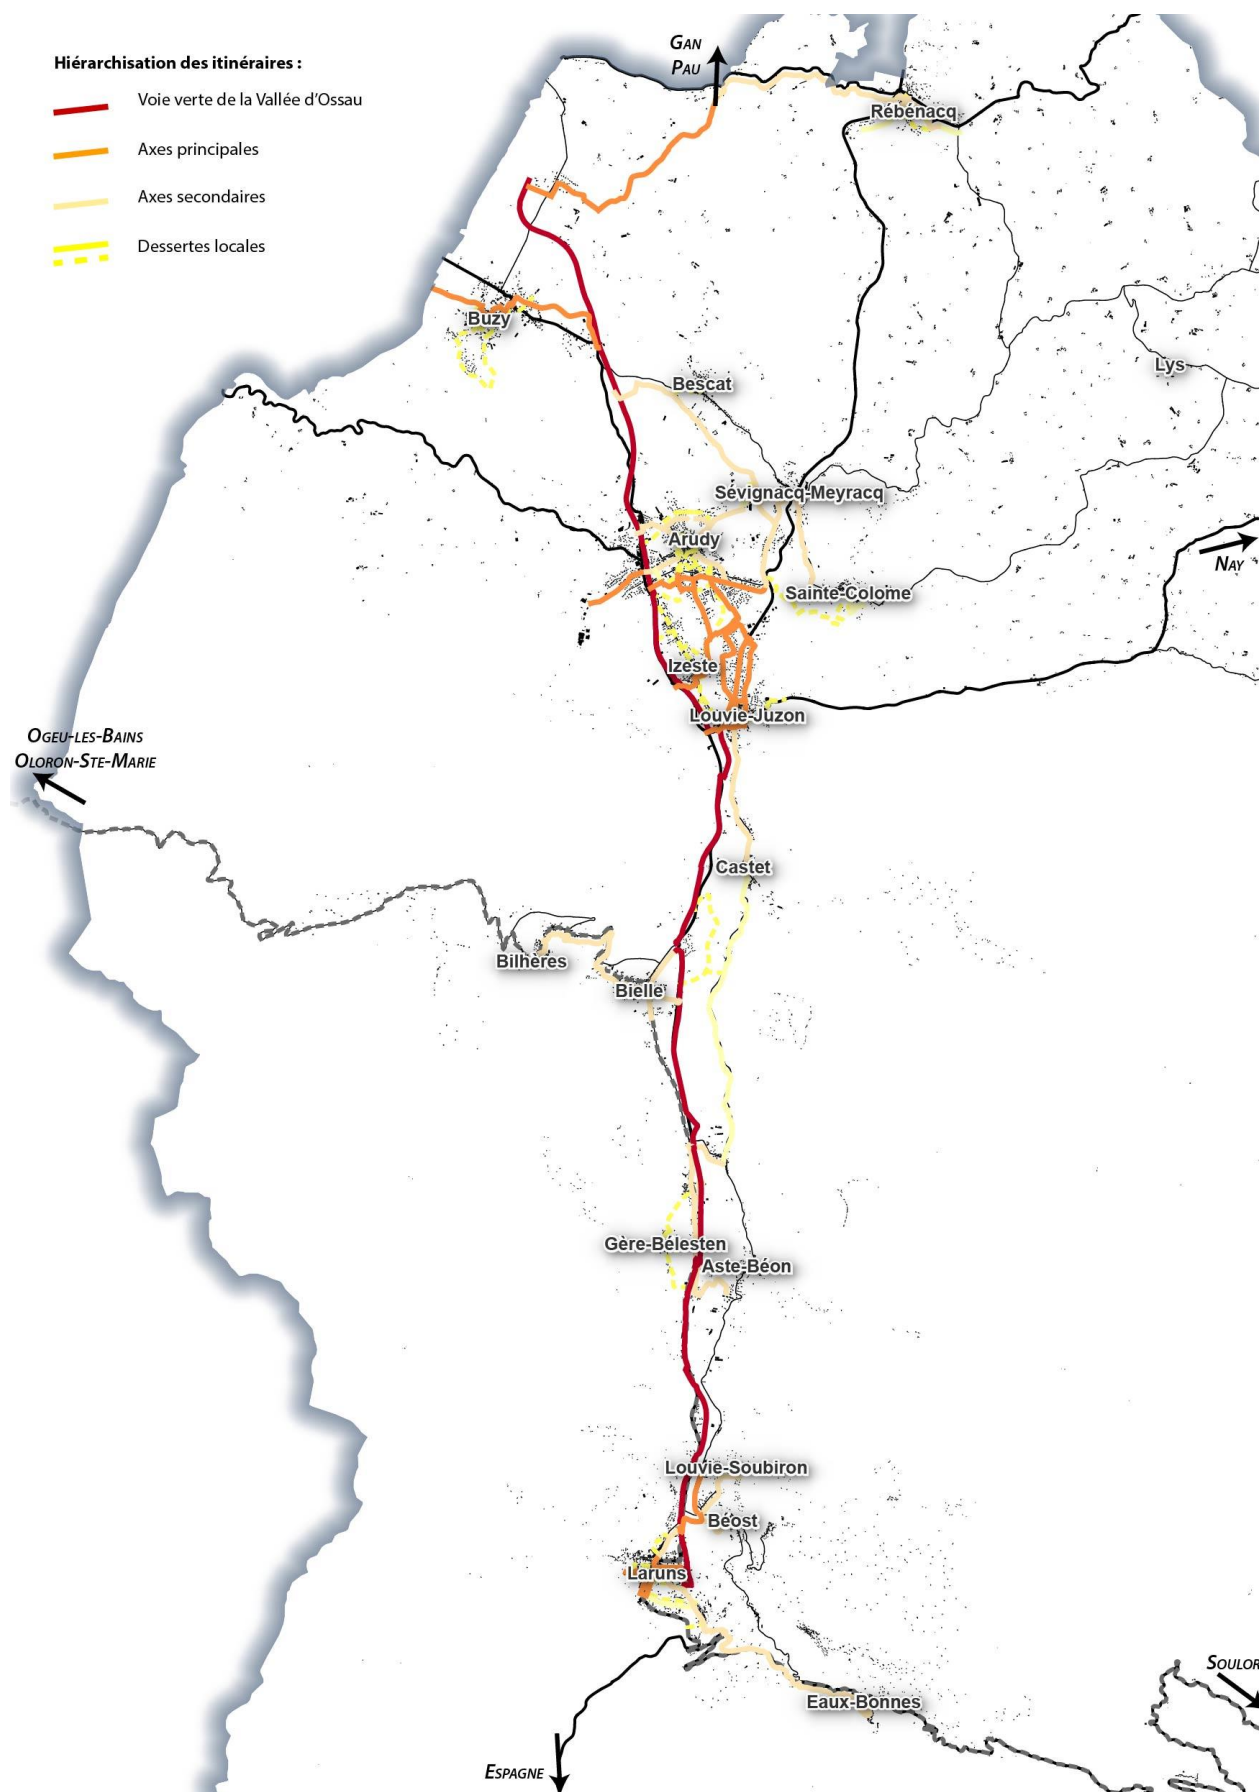 Hiérarchisation des itinéraires :
Voie verte de la Vallée d'Ossau
Axes principales
Axes secondaires
Dessertes locales
GAN
PAU
Rébénacq
Buzy
Bescat
Lys
Sévignacq-Meyracq
Arudy
NAY
Sainte-Colome
Izeste
Louvie-Juzon
OGEU-LES-BAINS
OLORON-STE-MARIE
Castet
Bilhères
Bielle
Gère-Bélesten
Aste-Béon
Louvie-Soubiron
Béost
Laruns
SOULOR
Eaux-Bonnes
ESPAGNE